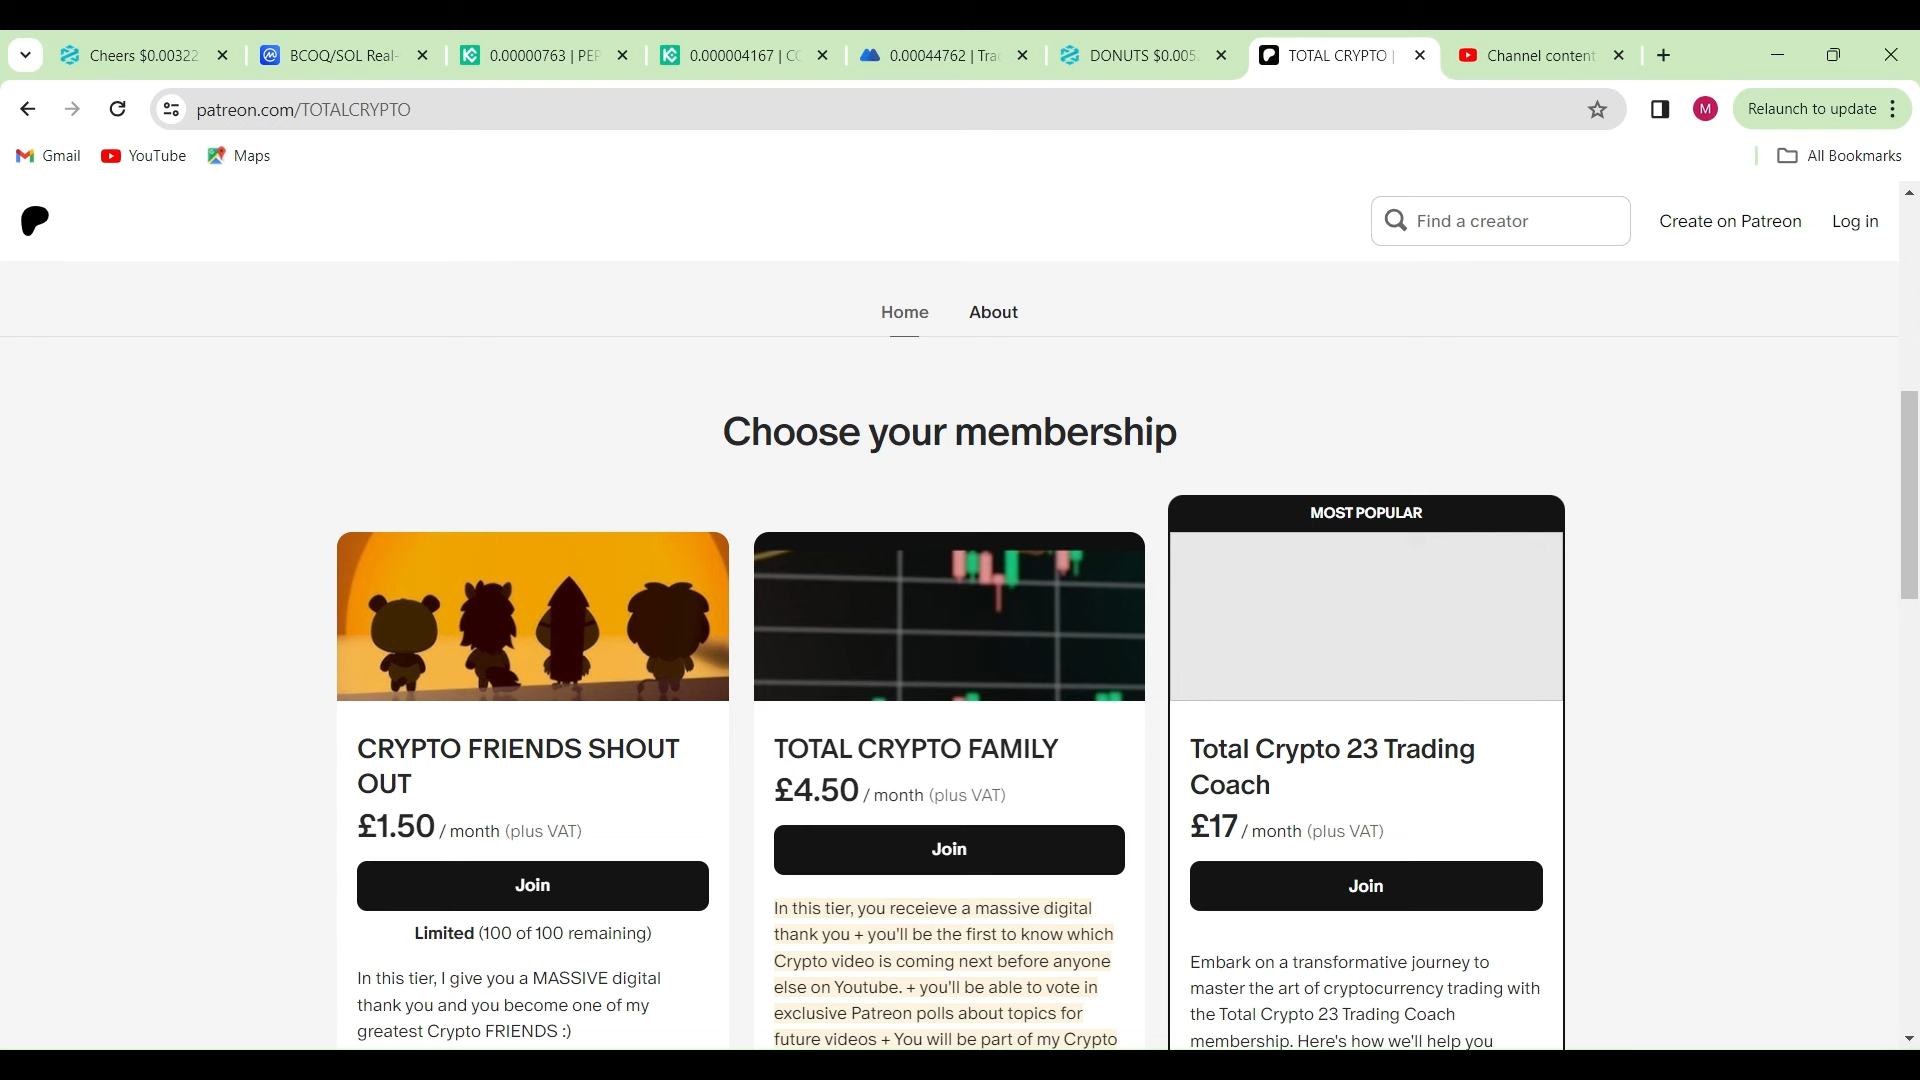 Cheers $0.00322
BCOQ/SOL Real-
0.00000763 | PEP
0.000004167 | CO
0.00044762 | Trac
DONUTS $0.005
TOTAL CRYPTO |
Channel content
patreon.com/TOTALCRYPTO
M
Relaunch to update
Gmail
YouTube
Maps
All Bookmarks
Find a creator
Create on Patreon
Log in
Home
About
Choose your membership
MOST POPULAR
CRYPTO FRIENDS SHOUT
OUT
£1.50 / month (plus VAT)
Join
Limited (100 of 100 remaining)
In this tier, I give you a MASSIVE digital
thank you and you become one of my
greatest Crypto FRIENDS :)
TOTAL CRYPTO FAMILY
£4.50 / month (plus VAT)
Join
In this tier, you receieve a massive digital
thank you + you'll be the first to know which
Crypto video is coming next before anyone
else on Youtube. + you'll be able to vote in
exclusive Patreon polls about topics for
future videos + You will be part of my Crypto
Total Crypto 23 Trading
Coach
£17 / month (plus VAT)
Join
Embark on a transformative journey to
master the art of cryptocurrency trading with
the Total Crypto 23 Trading Coach
membership. Here's how we'll help you